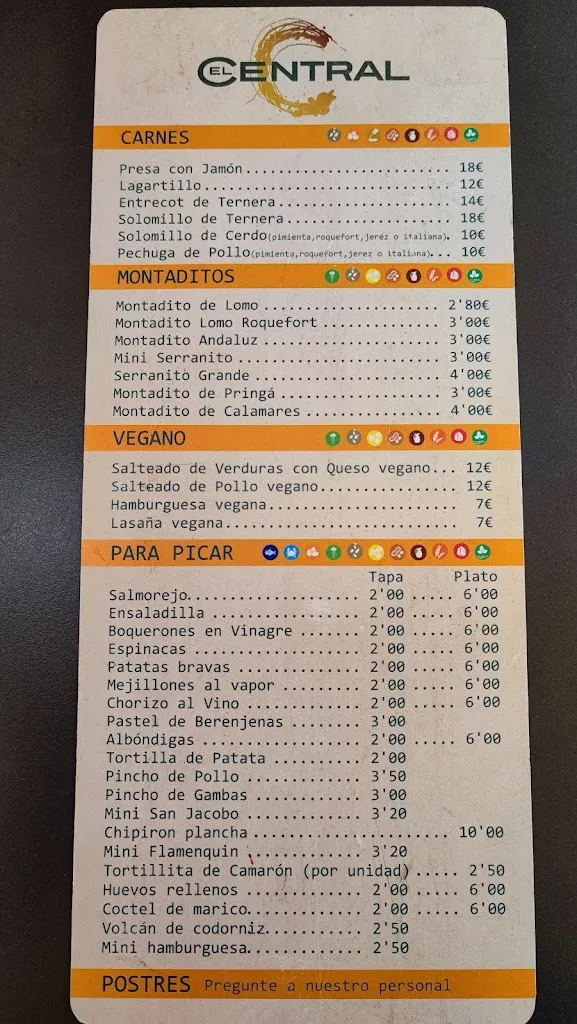 EL CENTRAL
CARNES
Presa con Jamón........................ 18€
Lagartillo............................. 12€
Entrecot de Ternera.................... 14€
Solomillo de Ternera................... 18€
Solomillo de Cerdo(pimienta,roquefort,jerez o italiana). 10€
Pechuga de Pollo(pimienta,roquefort,jerez o italiana)... 10€
MONTADITOS
Montadito de Lomo ..................... 2'80€
Montadito Lomo Roquefort .............. 3'00€
Montadito Andaluz ..................... 3'00€
Mini Serranito ........................ 3'00€
Serranito Grande ...................... 4'00€
Montadito de Pringá ................... 3'00€
Montadito de Calamares ................ 4'00€
VEGANO
Salteado de Verduras con Queso vegano... 12€
Salteado de Pollo vegano................ 12€
Hamburguesa vegana...................... 7€
Lasaña vegana........................... 7€
PARA PICAR
Tapa Plato
Salmorejo.................... 2'00 ..... 6'00
Ensaladilla ................. 2'00 ..... 6'00
Boquerones en Vinagre ....... 2'00 ..... 6'00
Espinacas ................... 2'00 ..... 6'00
Patatas bravas .............. 2'00 ..... 6'00
Mejillones al vapor ......... 2'00 ..... 6'00
Chorizo al Vino ............. 2'00 ..... 6'00
Pastel de Berenjenas ........ 3'00
Albóndigas .................. 2'00 ..... 6'00
Tortilla de Patata .......... 2'00
Pincho de Pollo ............. 3'50
Pincho de Gambas ............ 3'00
Mini San Jacobo ............. 3'20
Chipiron plancha ....................... 10'00
Mini Flamenquin ............. 3'20
Tortillita de Camarón (por unidad) ..... 2'50
Huevos rellenos ............. 2'00 ..... 6'00
Coctel de marico............. 2'00 ..... 6'00
Volcán de codorniz........... 2'50
Mini hamburguesa............. 2'50
POSTRES Pregunte a nuestro personal